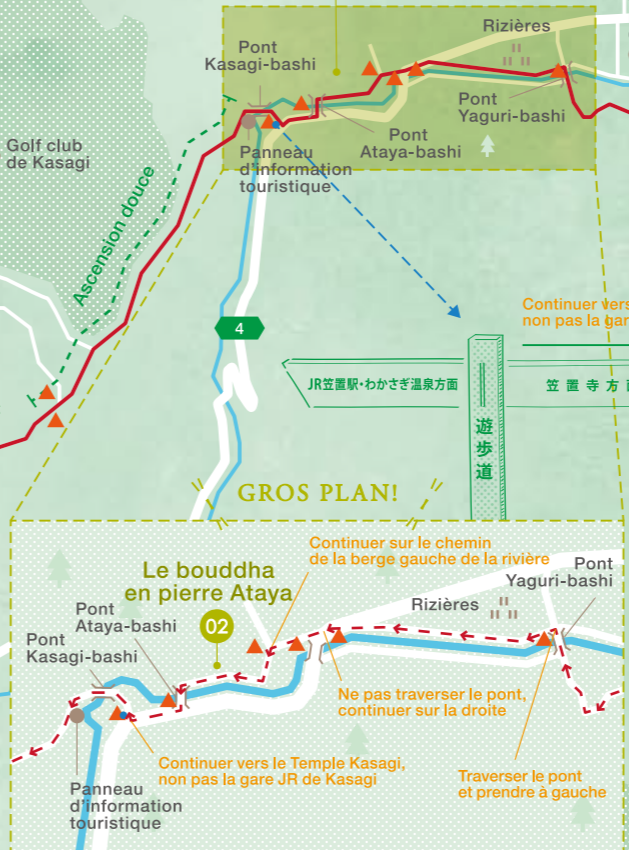 Rizières
Pont
Kasagi-bashi
Pont
Yaguri-bashi
Pont
Ataya-bashi
Golf club
de Kasagi
Panneau
d'information
touristique
Ascension douce
Continuer vers
non pas la gar
4
JR笠置駅・わかさぎ温泉方面
笠置寺方面
遊歩道
GROS PLAN!
Continuer sur le chemin
de la berge gauche de la rivière
Le bouddha
en pierre Ataya
02
Pont
Yaguri-bashi
Rizières
Pont
Ataya-bashi
Pont
Kasagi-bashi
Ne pas traverser le pont,
continuer sur la droite
Continuer vers le Temple Kasagi,
non pas la gare JR de Kasagi
Traverser le pont
et prendre à gauche
Panneau
d'information
touristique